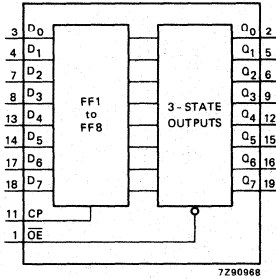 3 D0 Q0 2
4 D1 Q1 5
7 D2 Q2 6
8 D3 Q3 9
13 D4 Q4 12
14 D5 Q5 15
17 D6 Q6 16
18 D7 Q7 19
FF1
to
FF8
3-STATE
OUTPUTS
11 CP
1 O̅E̅
7Z90968